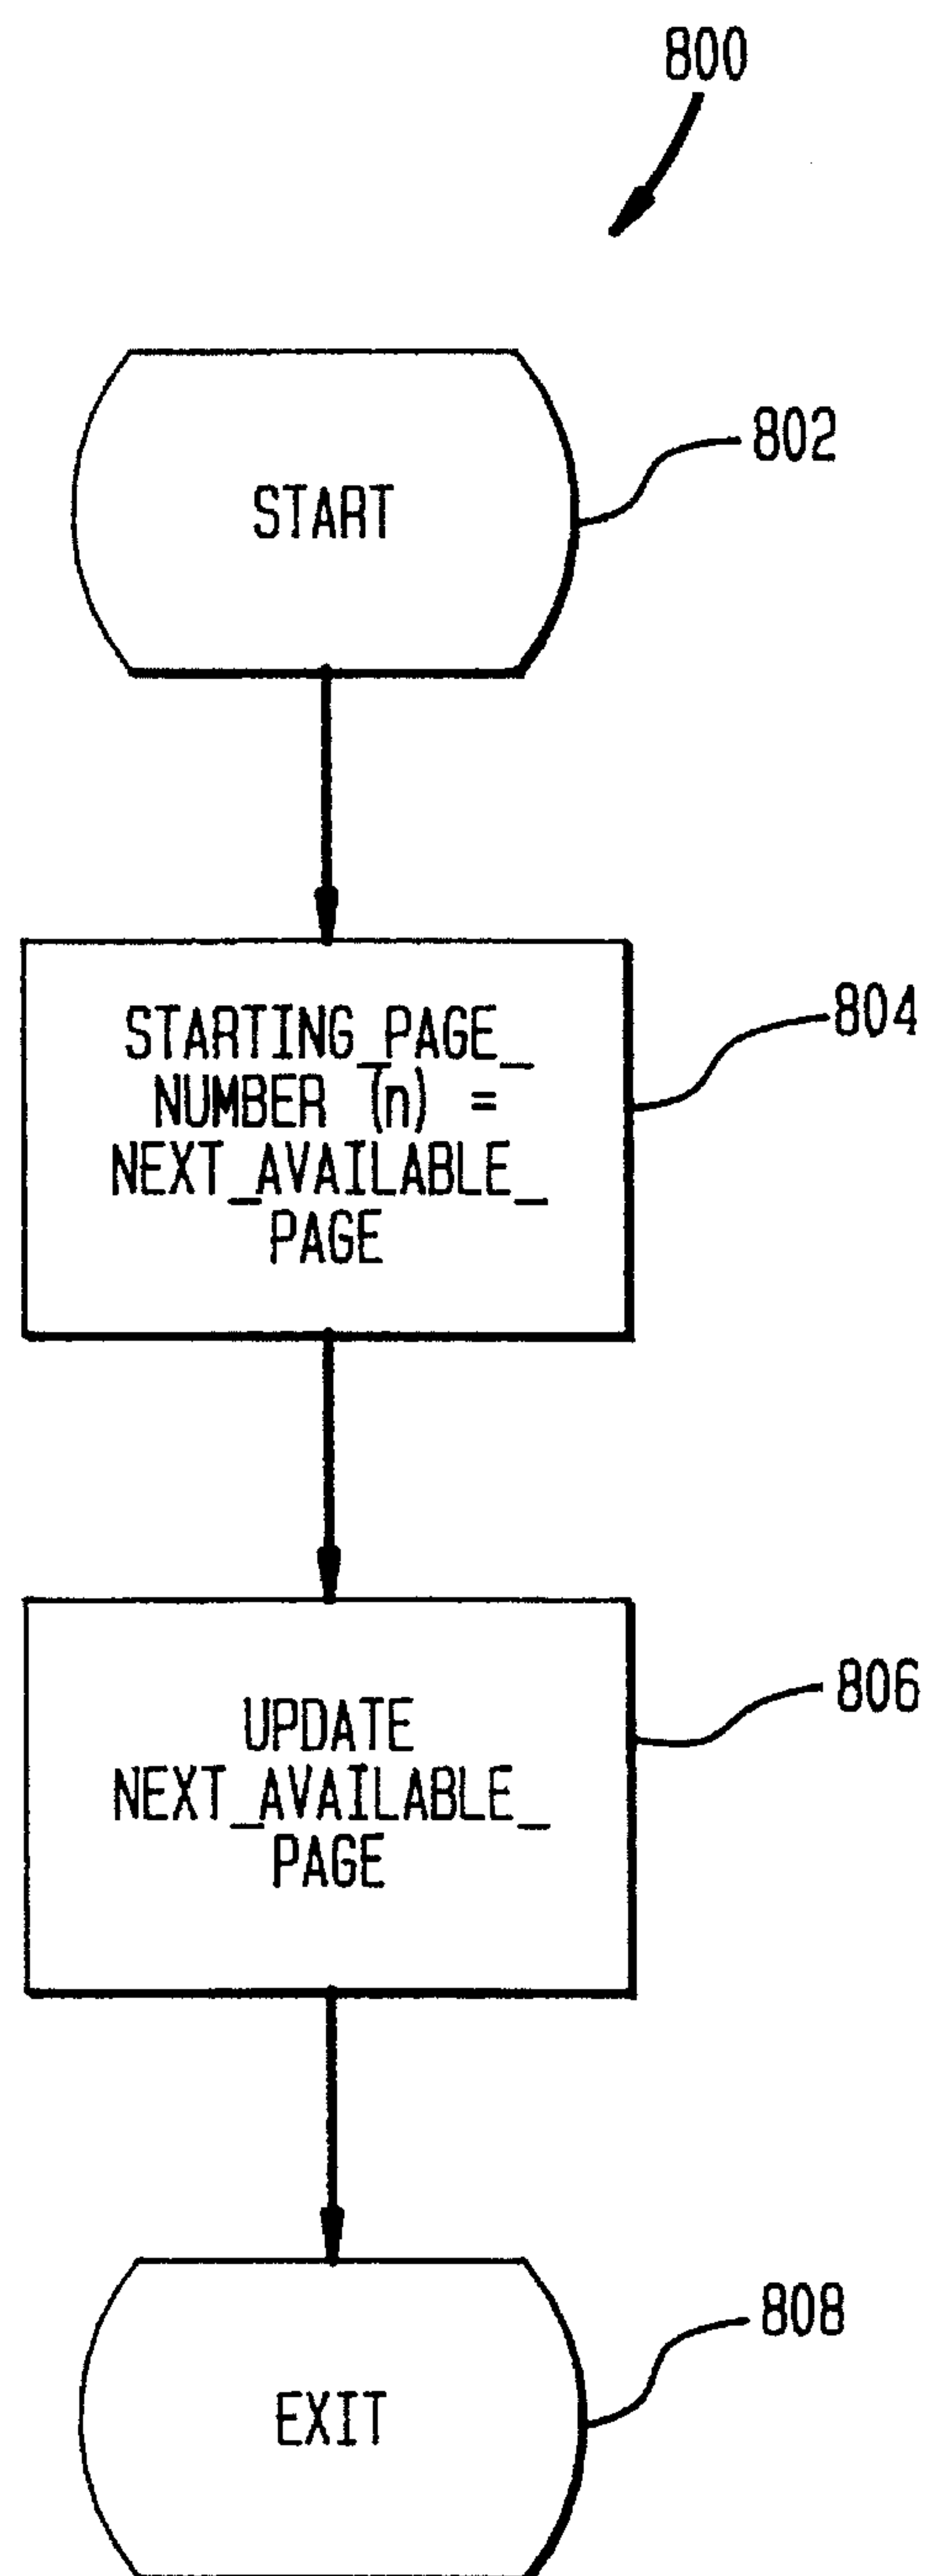 800
START
802
STARTING_PAGE_
NUMBER (n) =
NEXT_AVAILABLE_
PAGE
804
UPDATE
NEXT_AVAILABLE_
PAGE
806
EXIT
808